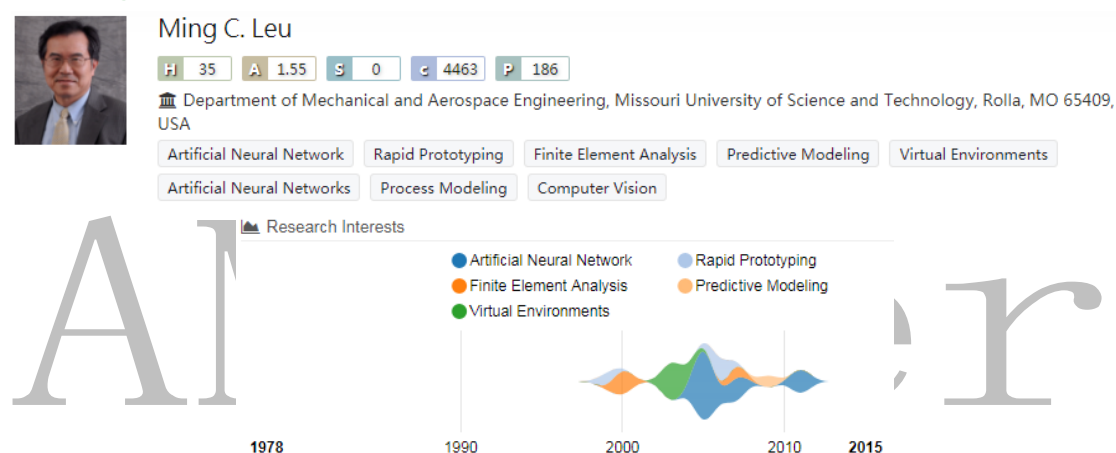 Ming C. Leu
H 35 A 1.55 S 0 c 4463 P 186
Department of Mechanical and Aerospace Engineering, Missouri University of Science and Technology, Rolla, MO 65409,
USA
Artificial Neural Network Rapid Prototyping Finite Element Analysis Predictive Modeling Virtual Environments
Artificial Neural Networks Process Modeling Computer Vision
Research Interests
Artificial Neural Network Rapid Prototyping
Finite Element Analysis Predictive Modeling
Virtual Environments
1978 1990 2000 2010 2015